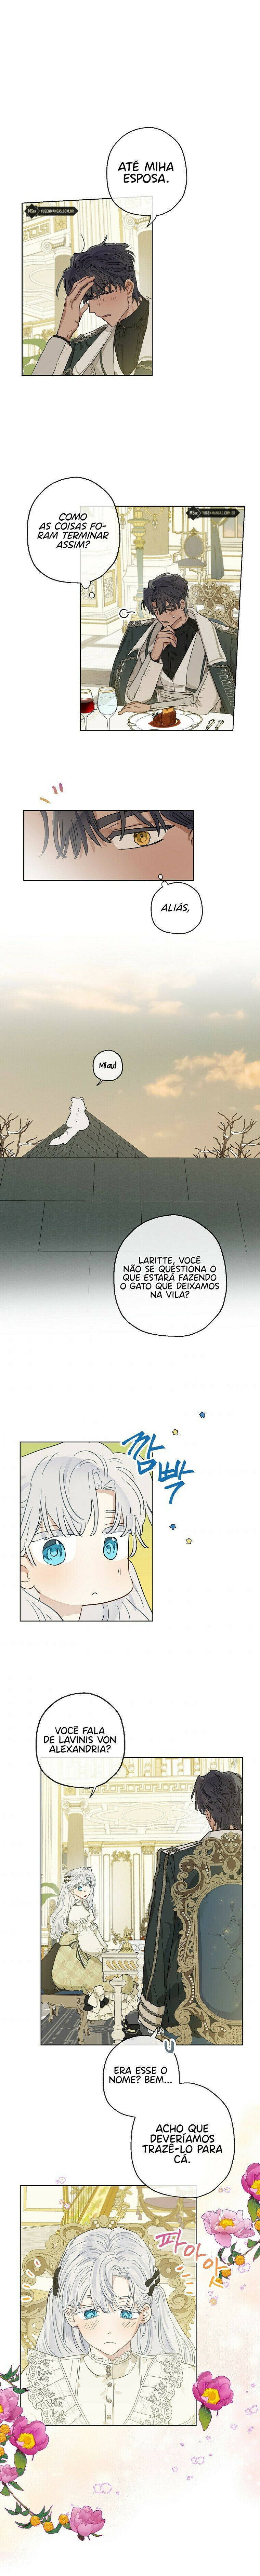 ATÉ MIHA
ESPOSA.
COMO
AS COISAS FO-
RAM TERMINAR
ASSIM?
ALIÁS,
Miau!
LARITTE, VOCÊ
NÃO SE QUESTIONA O
QUE ESTARÁ FAZENDO
O GATO QUE DEIXAMOS
NA VILA?
깜
빡
VOCÊ FALA
DE LAVINIS VON
ALEXANDRIA?
ERA ESSE O
NOME? BEM...
ACHO QUE
DEVERÍAMOS
TRAZÊ-LO PARA
CÁ.
파아아